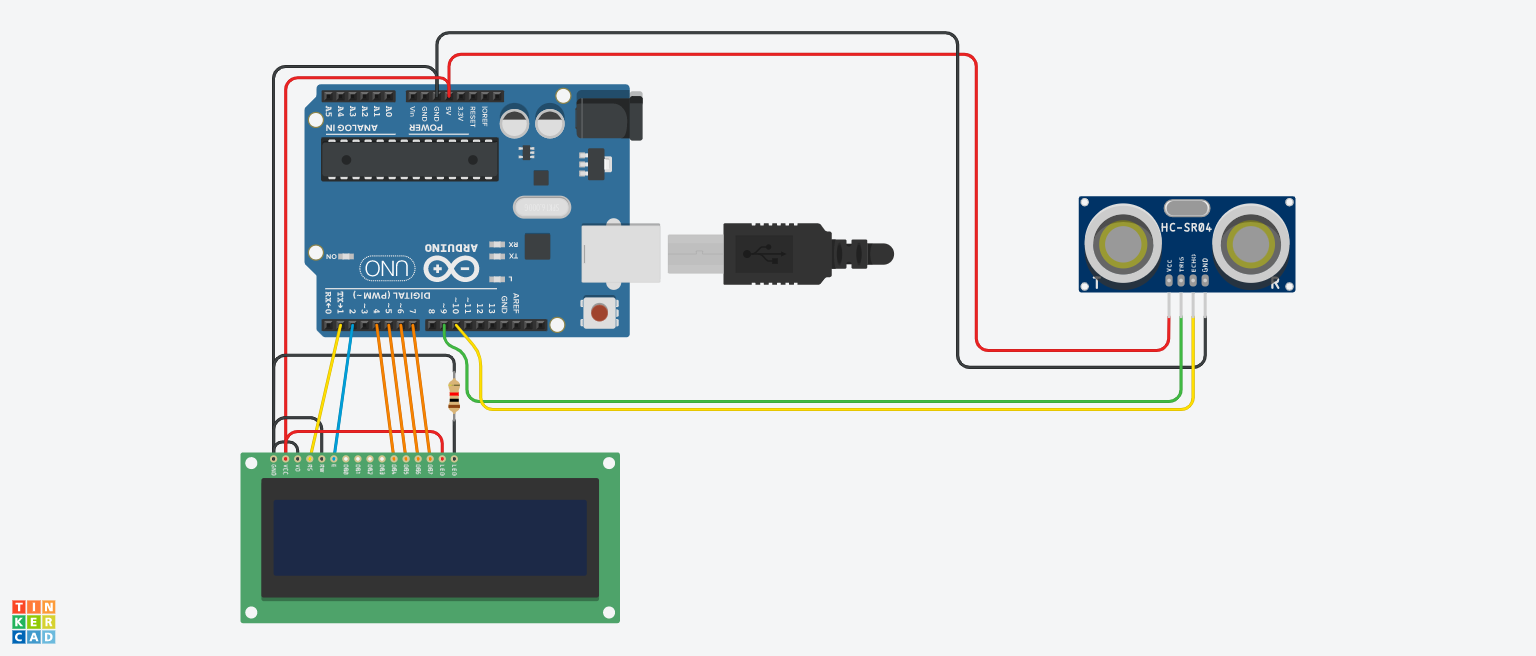 A5 A4 A3 A2 A1 A0
Vin GND GND 5V 3.3V RESET IOREF
ANALOG IN
POWER
HC-SR04
VCC TRIG ECHO GND
T
R
ON
UNO
ARDUINO
RX
TX
L
DIGITAL (PWM~)
RX←0 TX→1 2 ~3 4 ~5 ~6 7 8 ~9 ~10 ~11 12 13 GND AREF
GND VCC V0 RS RW E DB0 DB1 DB2 DB3 DB4 DB5 DB6 DB7 LED LED
TIN
KER
CAD